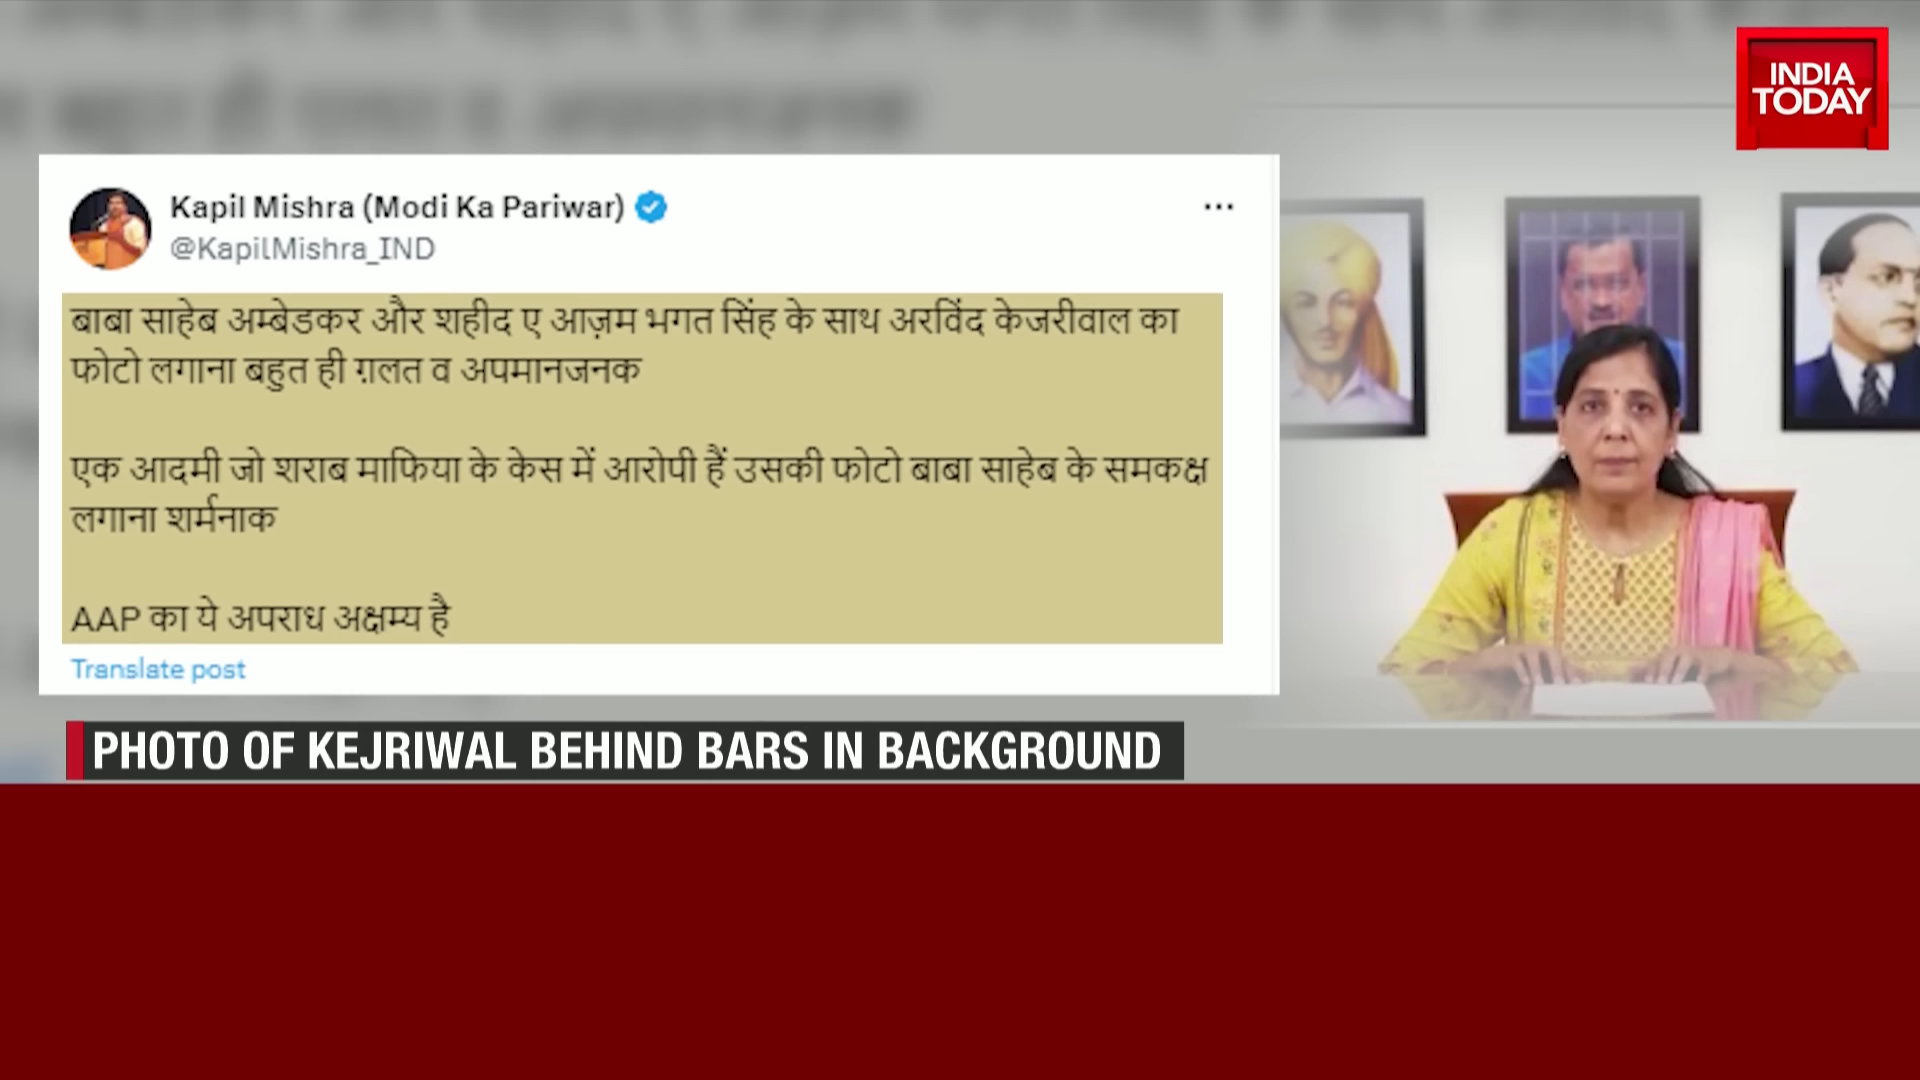 INDIA
TODAY
Kapil Mishra (Modi Ka Pariwar)
@KapilMishra_IND
बाबा साहेब अम्बेडकर और शहीद ए आज़म भगत सिंह के साथ अरविंद केजरीवाल का
फोटो लगाना बहुत ही ग़लत व अपमानजनक
एक आदमी जो शराब माफिया के केस में आरोपी हैं उसकी फोटो बाबा साहेब के समकक्ष
लगाना शर्मनाक
AAP का ये अपराध अक्षम्य है
Translate post
PHOTO OF KEJRIWAL BEHIND BARS IN BACKGROUND